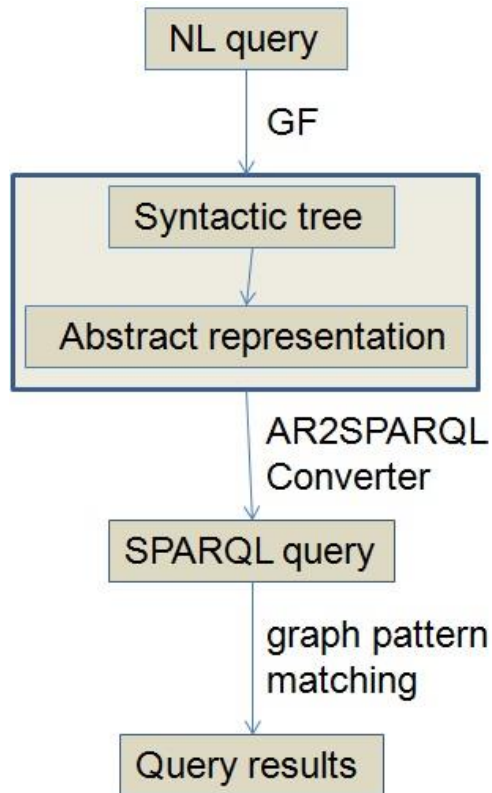 NL query
GF
Syntactic tree
Abstract representation
AR2SPARQL
Converter
SPARQL query
graph pattern
matching
Query results